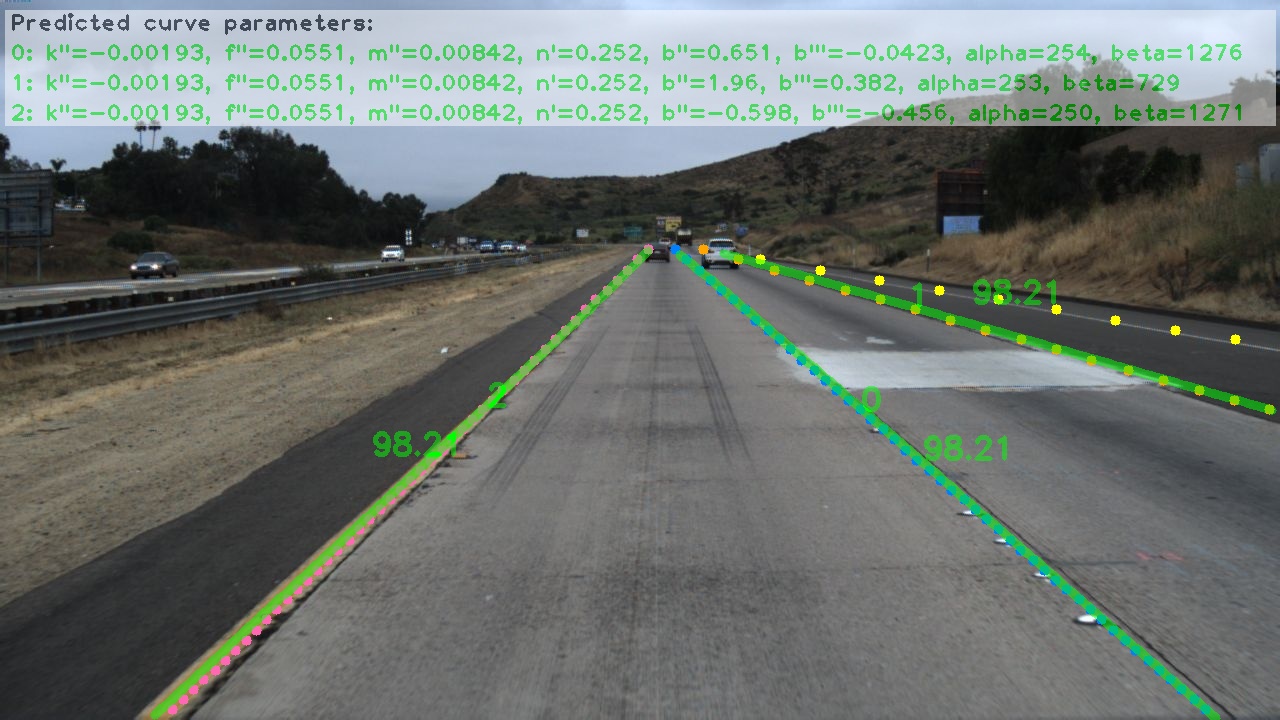 Predicted curve parameters:
0: k''=-0.00193, f''=0.0551, m''=0.00842, n'=0.252, b''=0.651, b'''=-0.0423, alpha=254, beta=1276
1: k''=-0.00193, f''=0.0551, m''=0.00842, n'=0.252, b''=1.96, b'''=0.382, alpha=253, beta=729
2: k''=-0.00193, f''=0.0551, m''=0.00842, n'=0.252, b''=-0.598, b'''=-0.456, alpha=250, beta=1271
1 98.21
2
0
98.21
98.21